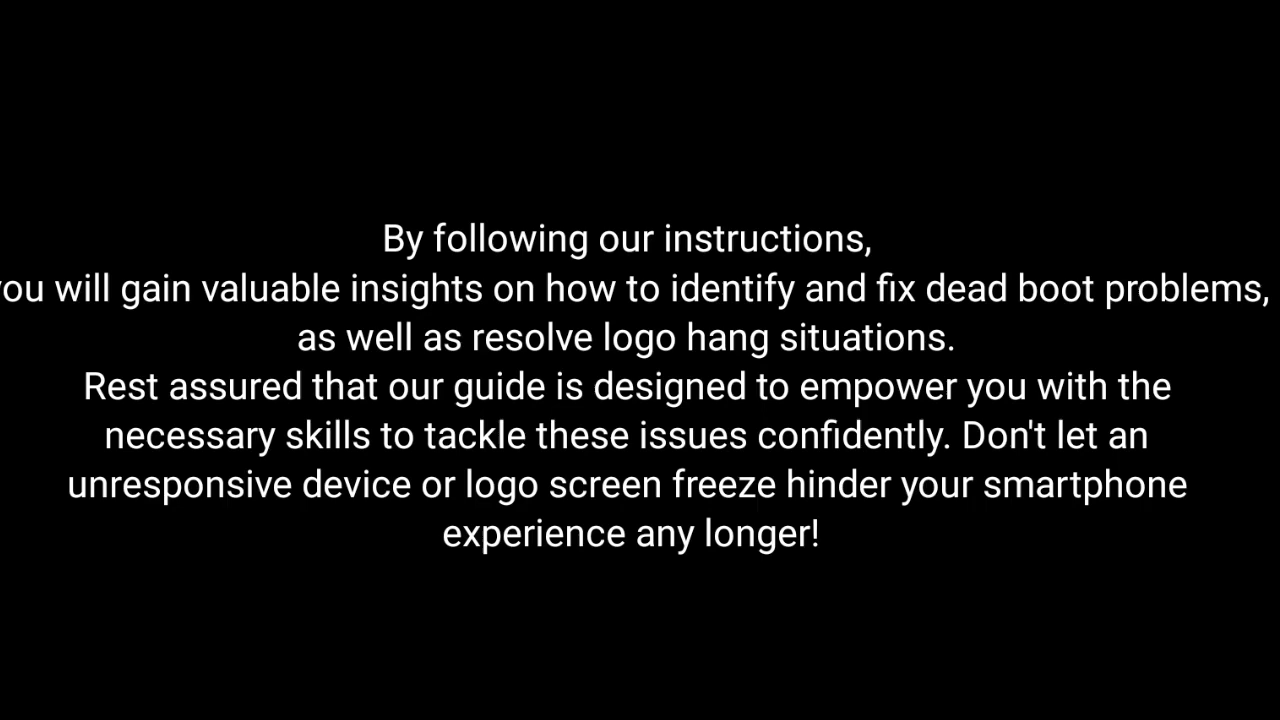 By following our instructions,
you will gain valuable insights on how to identify and fix dead boot problems,
as well as resolve logo hang situations.
Rest assured that our guide is designed to empower you with the
necessary skills to tackle these issues confidently. Don't let an
unresponsive device or logo screen freeze hinder your smartphone
experience any longer!